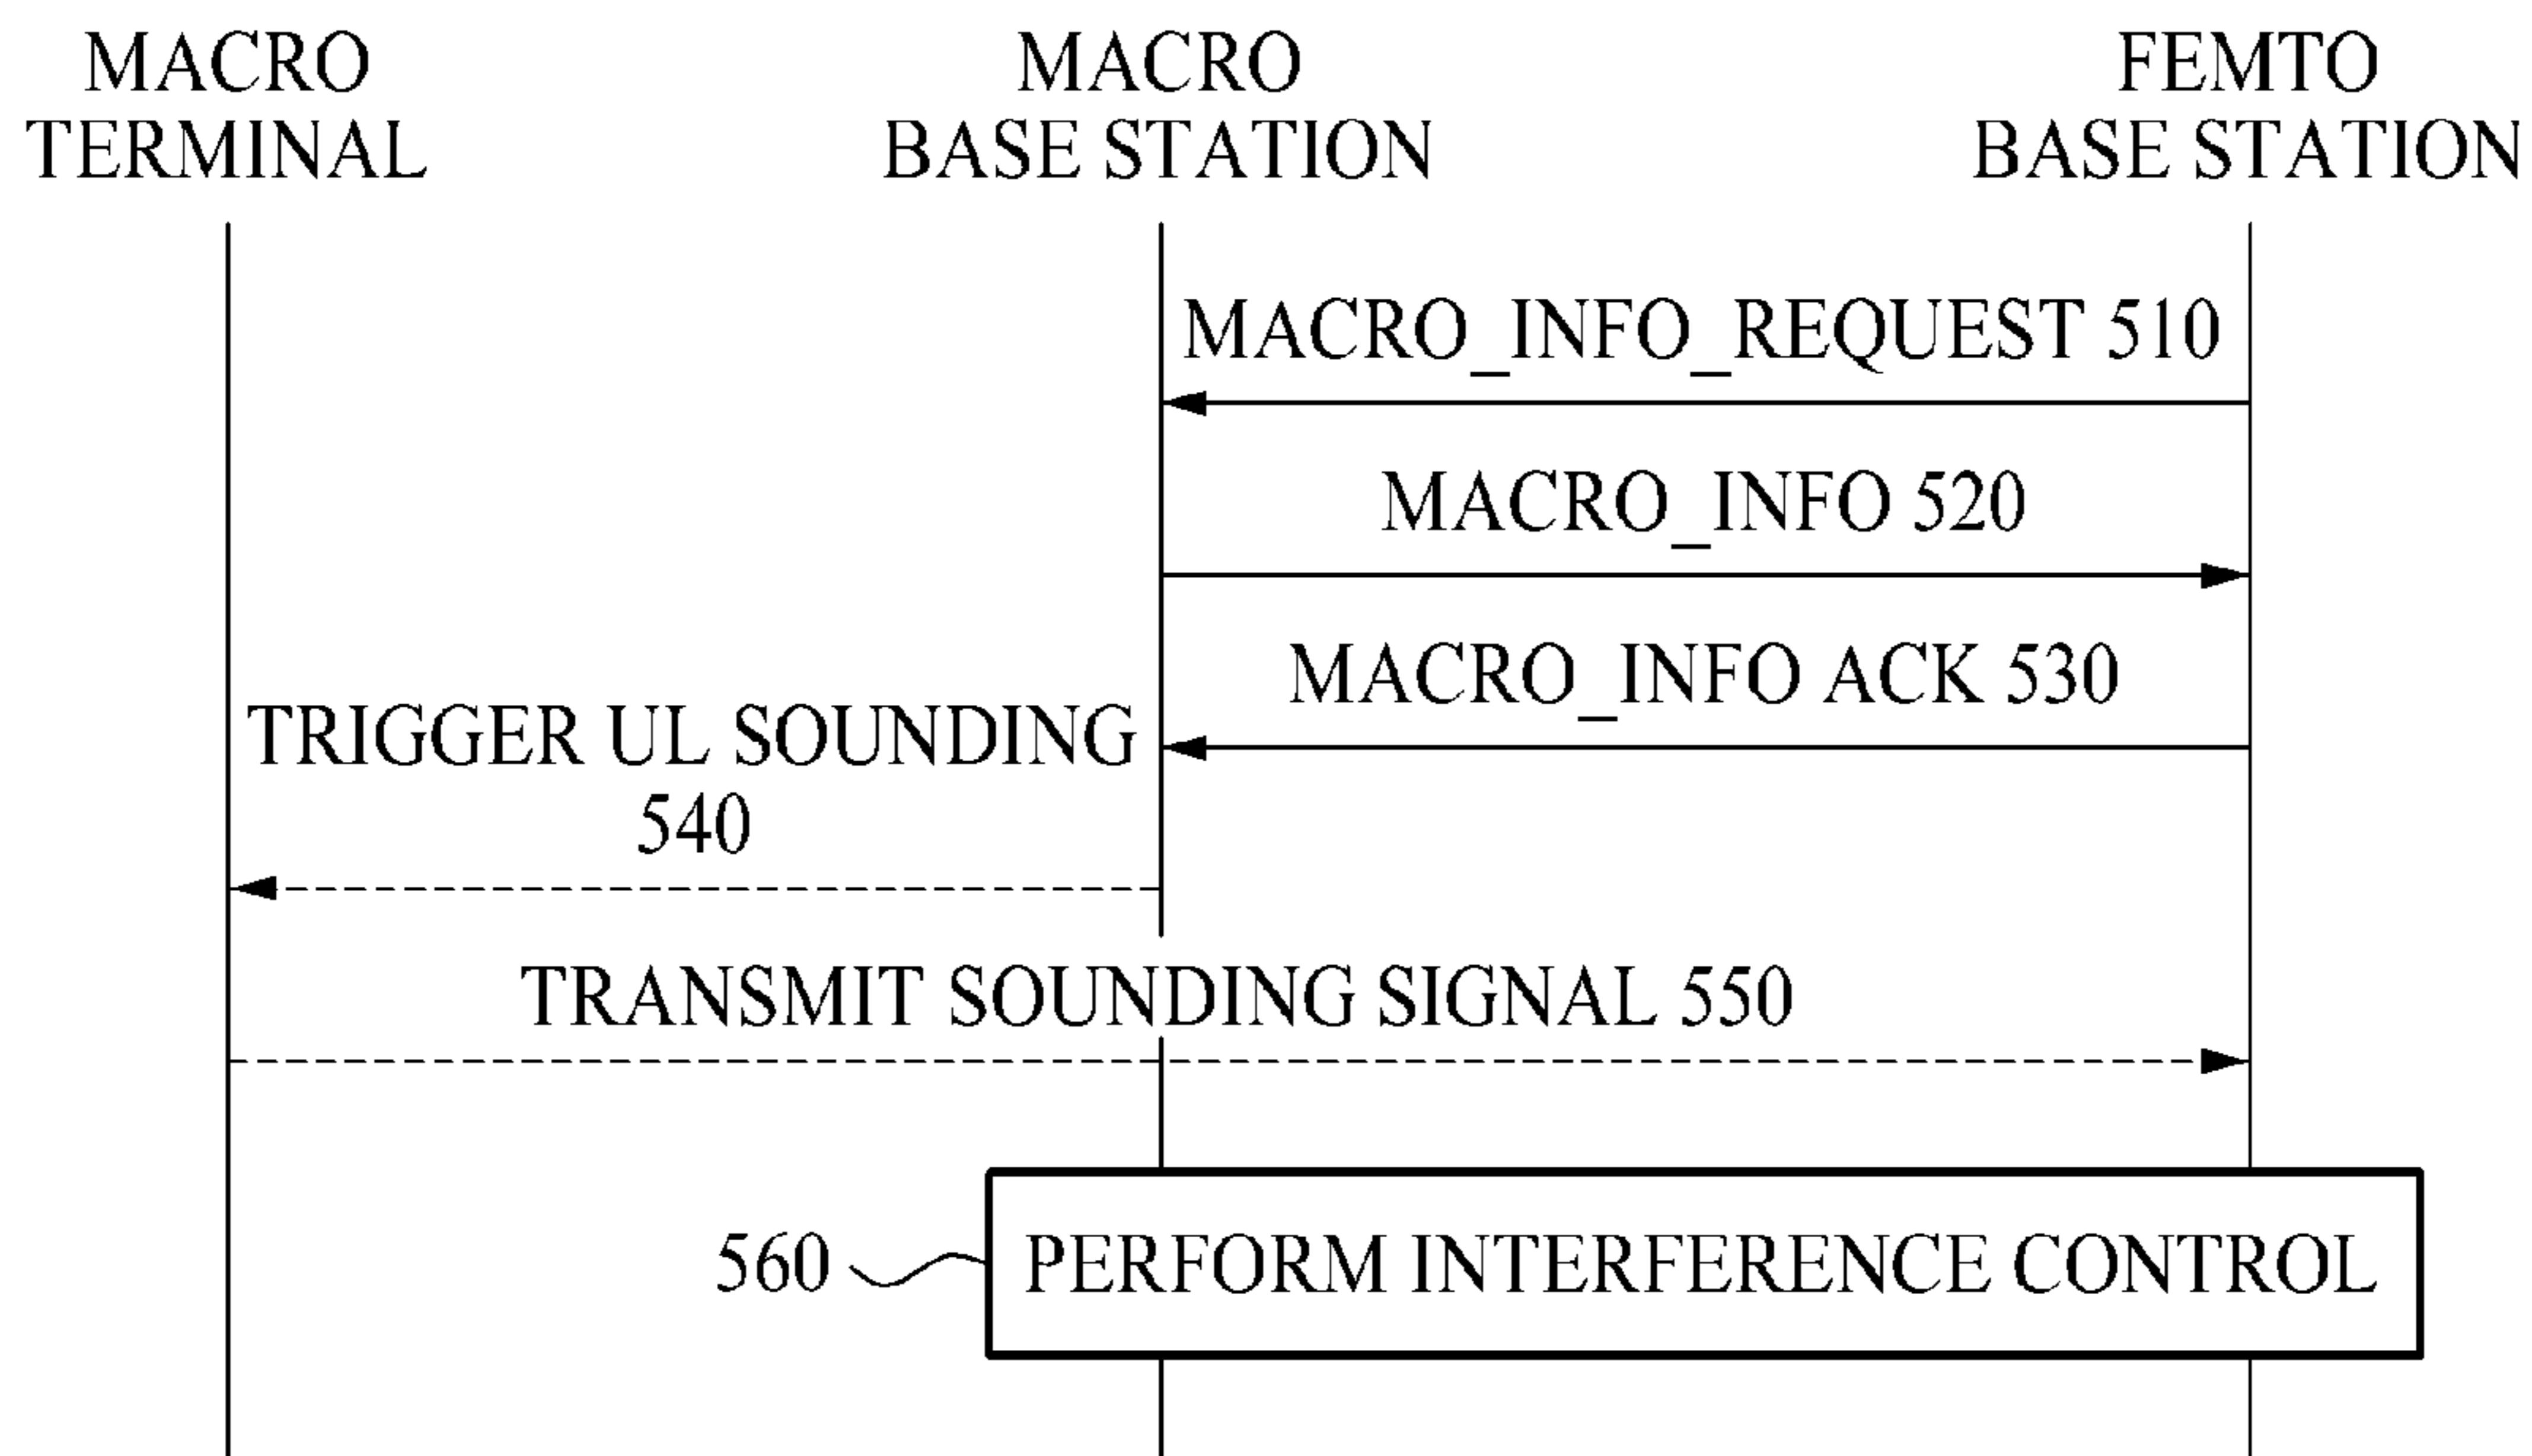 MACRO
TERMINAL
MACRO
BASE STATION
FEMTO
BASE STATION
MACRO_INFO_REQUEST 510
MACRO_INFO 520
MACRO_INFO ACK 530
TRIGGER UL SOUNDING
540
TRANSMIT SOUNDING SIGNAL 550
560
PERFORM INTERFERENCE CONTROL